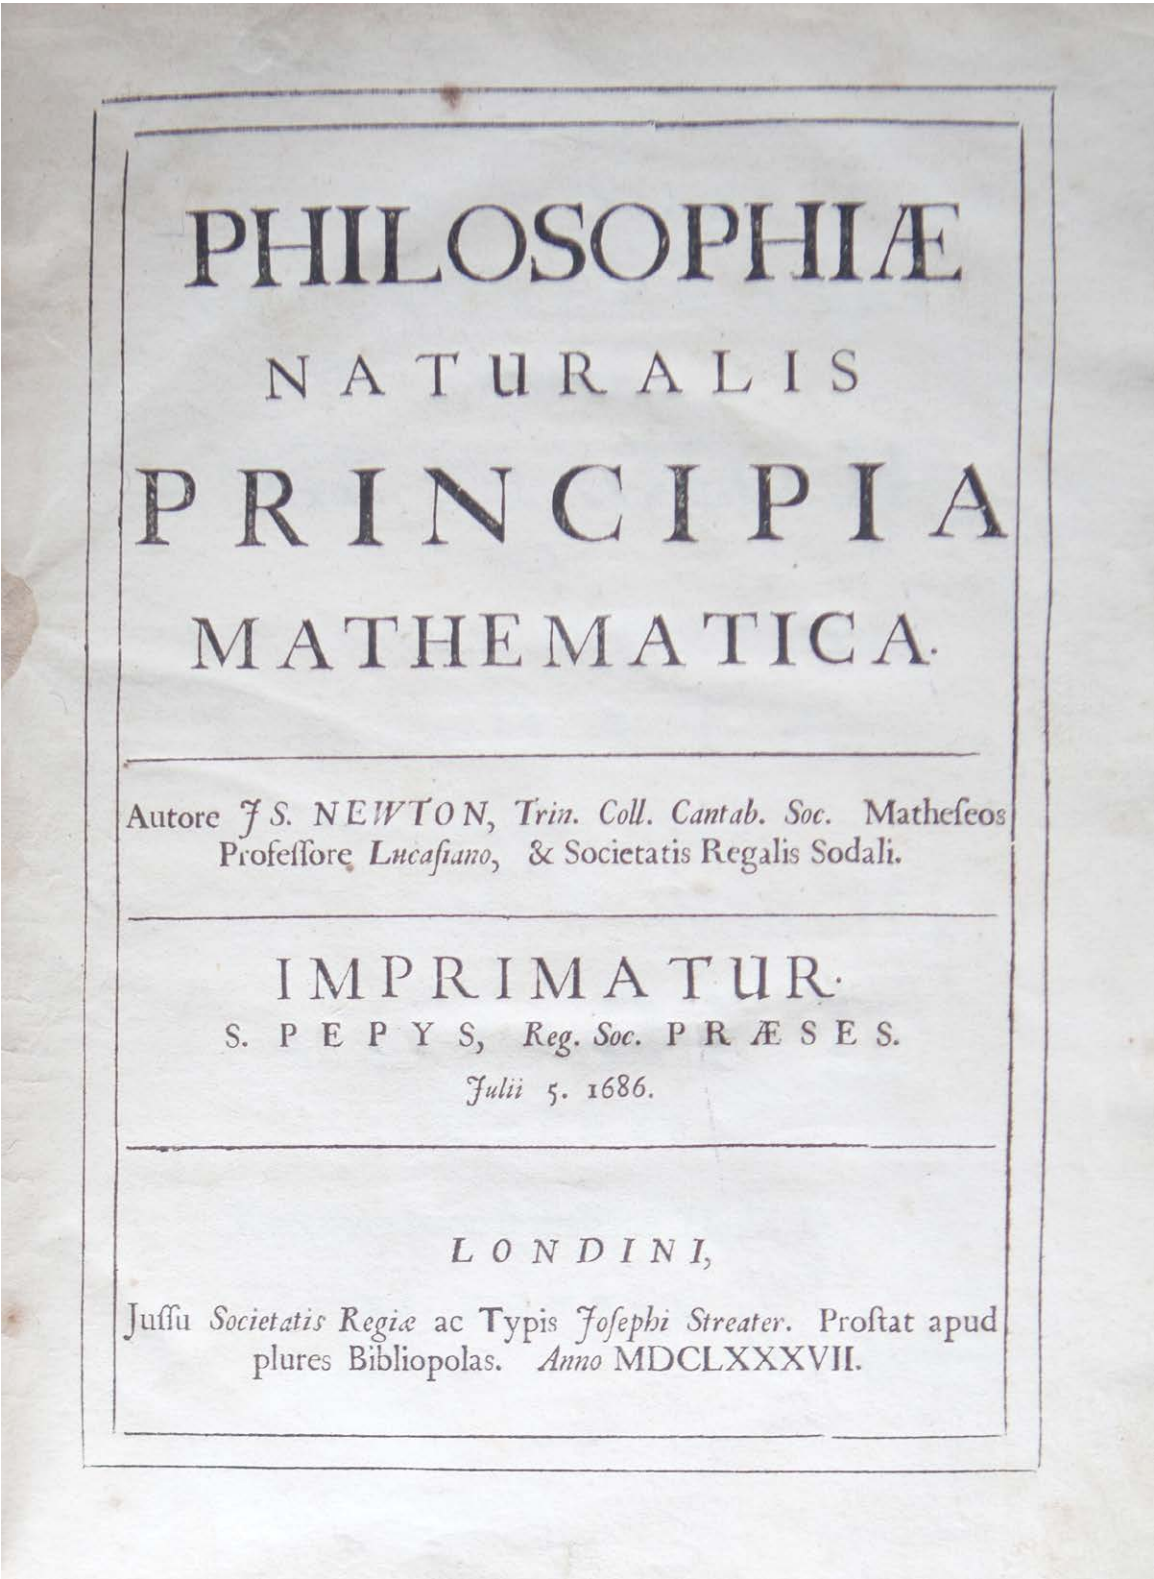 PHILOSOPHIÆ
NATURALIS
PRINCIPIA
MATHEMATICA.
Autore JS. NEWTON, Trin. Coll. Cantab. Soc. Matheſeos
Profeſſore Lucaſiano, & Societatis Regalis Sodali.
IMPRIMATUR.
S. PEPYS, Reg. Soc. PRÆSES.
Julii 5. 1686.
LONDINI,
Juſſu Societatis Regiæ ac Typis Joſephi Streater. Proſtat apud
plures Bibliopolas. Anno MDCLXXXVII.